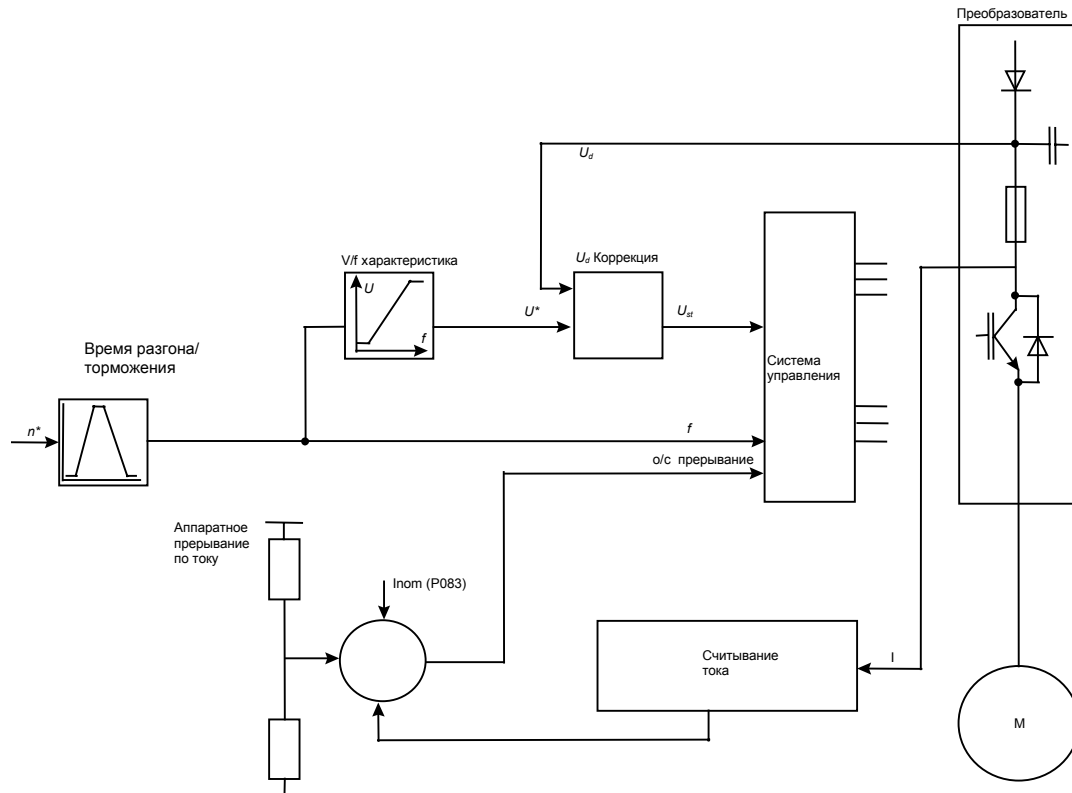 Преобразователь
U_d
V/f характеристика
U_d Коррекция
U
f
U*
U_st
Время разгона/
торможения
Система
управления
n*
f
о/с прерывание
Аппаратное
прерывание
по току
Inom (P083)
Считывание
тока
I
М